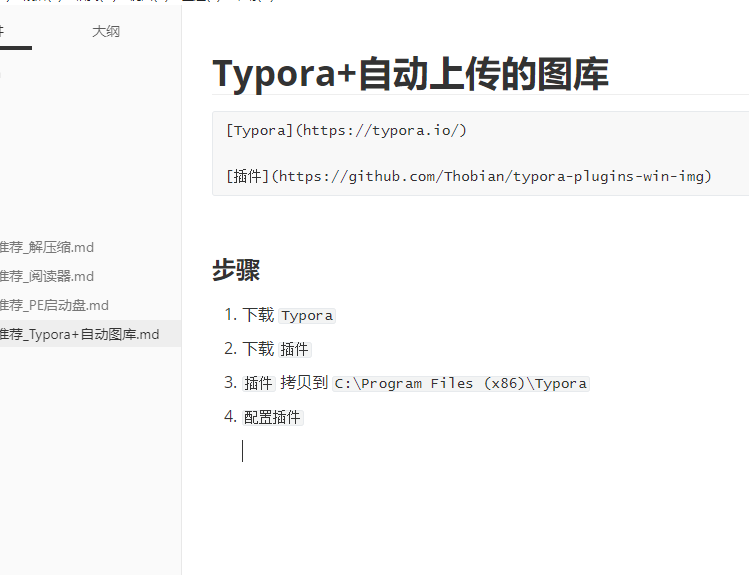 大纲
推荐_解压缩.md
推荐_阅读器.md
推荐_PE启动盘.md
推荐_Typora+自动图库.md
Typora+自动上传的图库
[Typora](https://typora.io/)
[插件](https://github.com/Thobian/typora-plugins-win-img)
步骤
1. 下载 Typora
2. 下载 插件
3. 插件 拷贝到 C:\Program Files (x86)\Typora
4. 配置插件